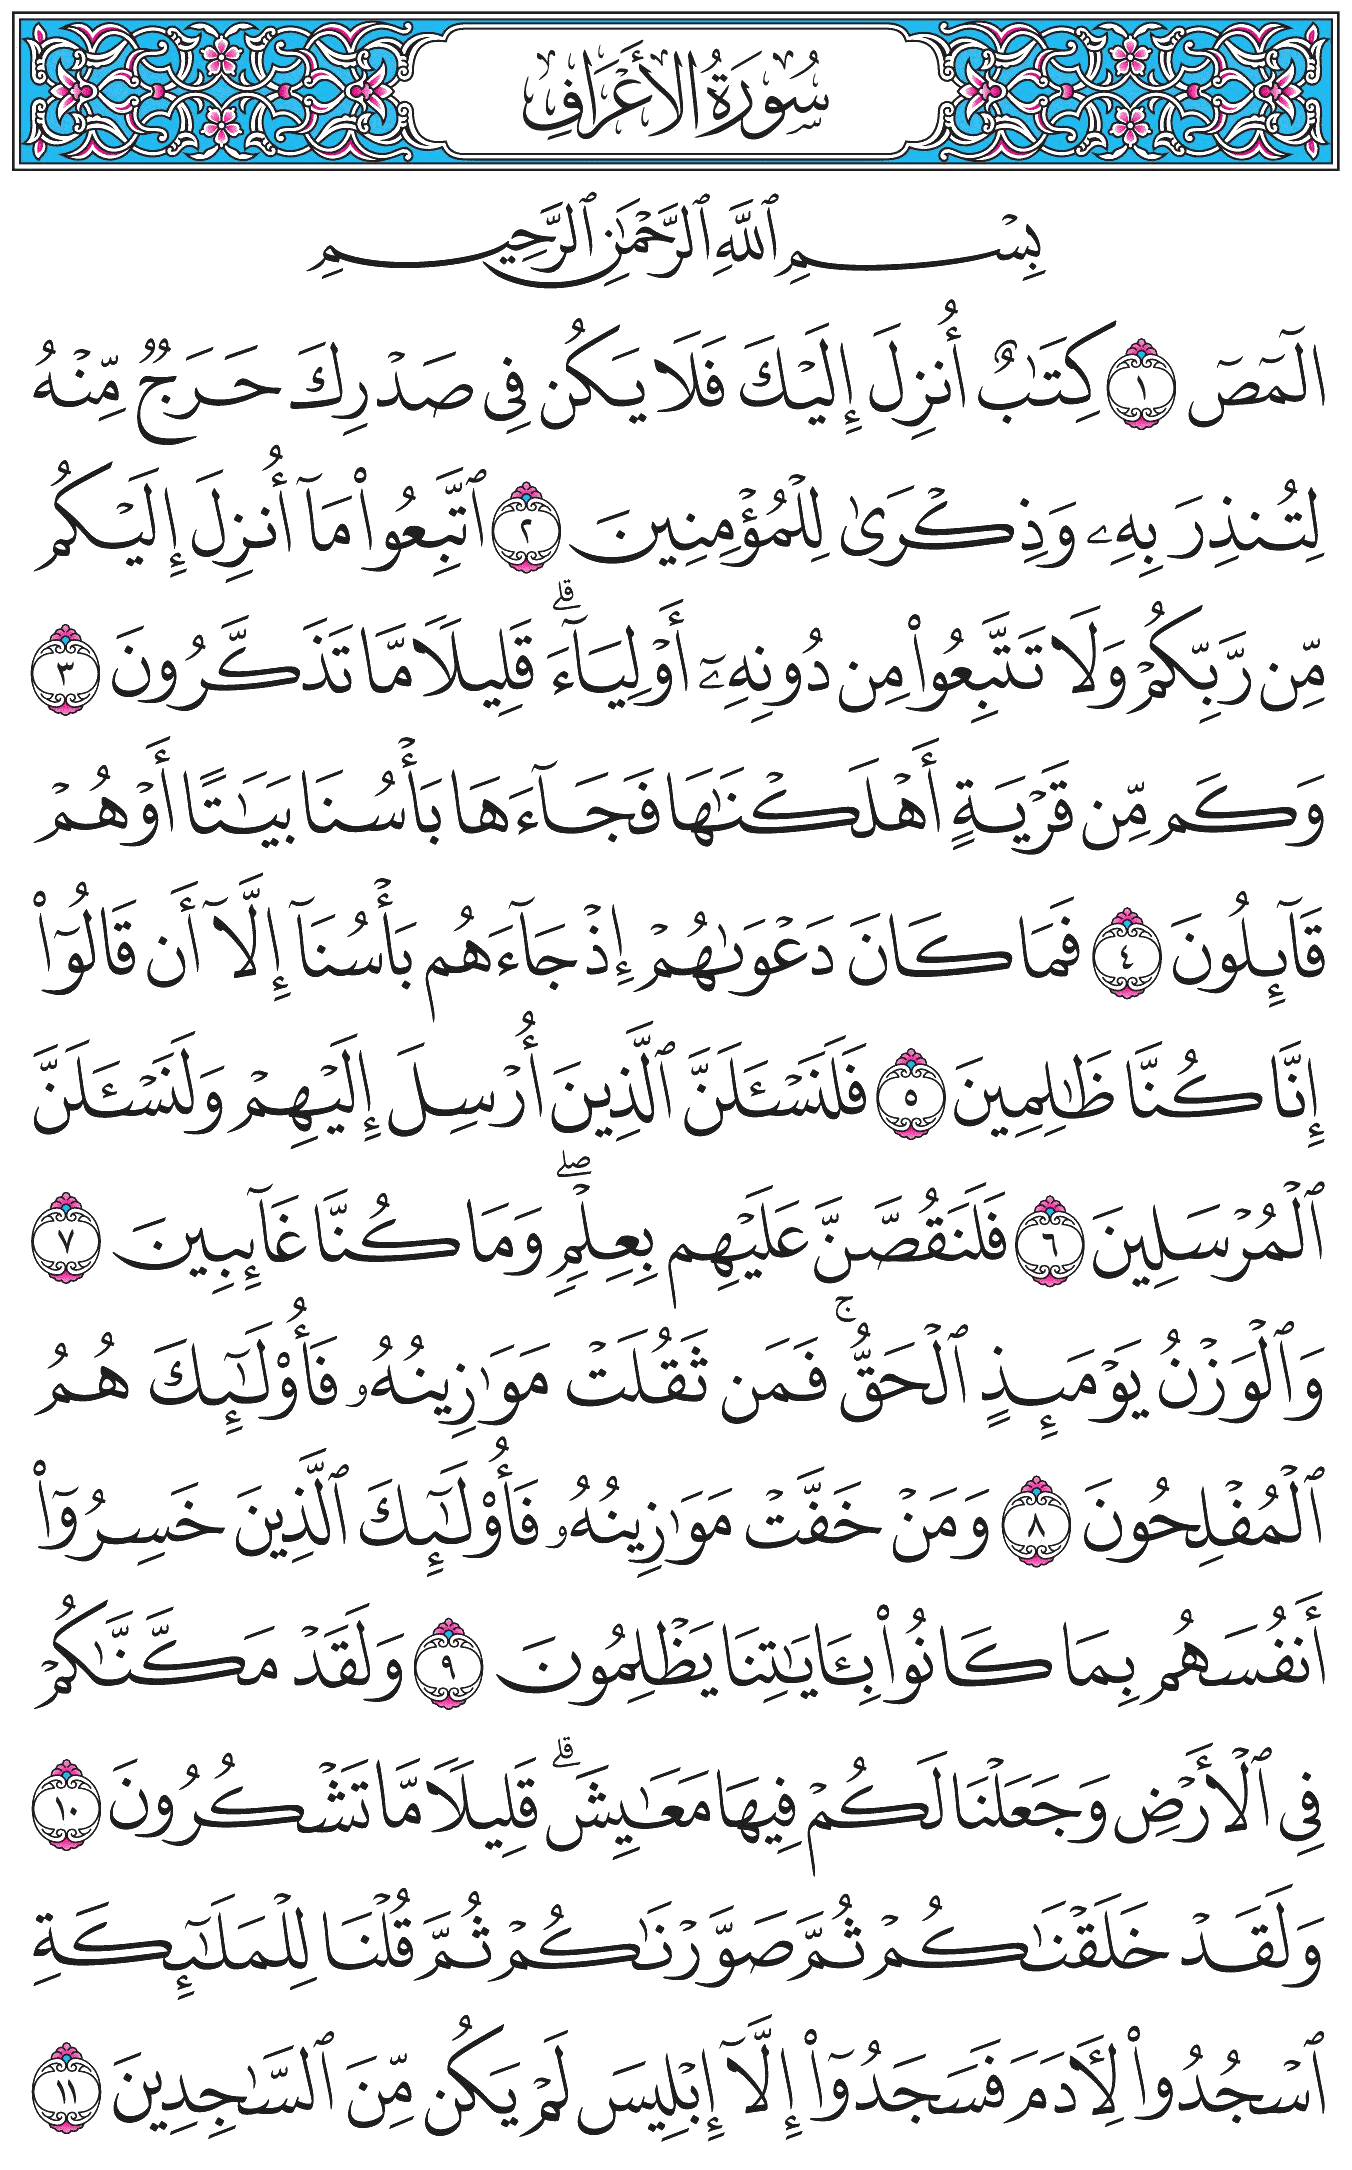 سُورَةُ الأَعْرَافِ
بِسْمِ ٱللَّهِ ٱلرَّحْمَٰنِ ٱلرَّحِيمِ
الٓمٓصٓ ١ كِتَٰبٌ أُنزِلَ إِلَيْكَ فَلَا يَكُن فِى صَدْرِكَ حَرَجٌ مِّنْهُ
لِتُنذِرَ بِهِۦ وَذِكْرَىٰ لِلْمُؤْمِنِينَ ٢ ٱتَّبِعُوا۟ مَآ أُنزِلَ إِلَيْكُم
مِّن رَّبِّكُمْ وَلَا تَتَّبِعُوا۟ مِن دُونِهِۦٓ أَوْلِيَآءَ ۗ قَلِيلًا مَّا تَذَكَّرُونَ ٣
وَكَم مِّن قَرْيَةٍ أَهْلَكْنَٰهَا فَجَآءَهَا بَأْسُنَا بَيَٰتًا أَوْ هُمْ
قَآئِلُونَ ٤ فَمَا كَانَ دَعْوَىٰهُمْ إِذْ جَآءَهُم بَأْسُنَآ إِلَّآ أَن قَالُوٓا۟
إِنَّا كُنَّا ظَٰلِمِينَ ٥ فَلَنَسْـَٔلَنَّ ٱلَّذِينَ أُرْسِلَ إِلَيْهِمْ وَلَنَسْـَٔلَنَّ
ٱلْمُرْسَلِينَ ٦ فَلَنَقُصَّنَّ عَلَيْهِم بِعِلْمٍ ۖ وَمَا كُنَّا غَآئِبِينَ ٧
وَٱلْوَزْنُ يَوْمَئِذٍ ٱلْحَقُّ ۚ فَمَن ثَقُلَتْ مَوَٰزِينُهُۥ فَأُو۟لَٰٓئِكَ هُمُ
ٱلْمُفْلِحُونَ ٨ وَمَنْ خَفَّتْ مَوَٰزِينُهُۥ فَأُو۟لَٰٓئِكَ ٱلَّذِينَ خَسِرُوٓا۟
أَنفُسَهُم بِمَا كَانُوا۟ بِـَٔايَٰتِنَا يَظْلِمُونَ ٩ وَلَقَدْ مَكَّنَّٰكُمْ
فِى ٱلْأَرْضِ وَجَعَلْنَا لَكُمْ فِيهَا مَعَٰيِشَ ۗ قَلِيلًا مَّا تَشْكُرُونَ ١٠
وَلَقَدْ خَلَقْنَٰكُمْ ثُمَّ صَوَّرْنَٰكُمْ ثُمَّ قُلْنَا لِلْمَلَٰٓئِكَةِ
ٱسْجُدُوا۟ لِـَٔادَمَ فَسَجَدُوٓا۟ إِلَّآ إِبْلِيسَ لَمْ يَكُن مِّنَ ٱلسَّٰجِدِينَ ١١